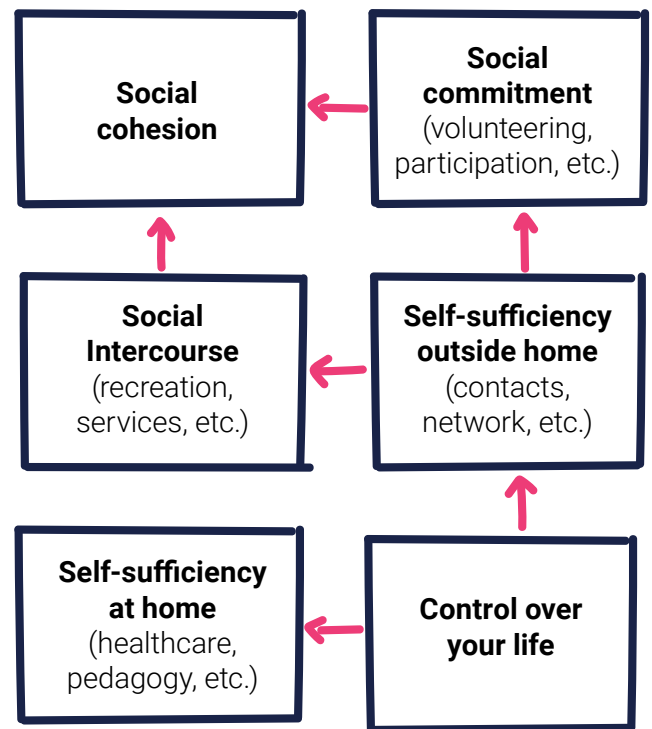 Social
cohesion
Social
commitment
(volunteering,
participation, etc.)
Social
Intercourse
(recreation,
services, etc.)
Self-sufficiency
outside home
(contacts,
network, etc.)
Self-sufficiency
at home
(healthcare,
pedagogy, etc.)
Control over
your life